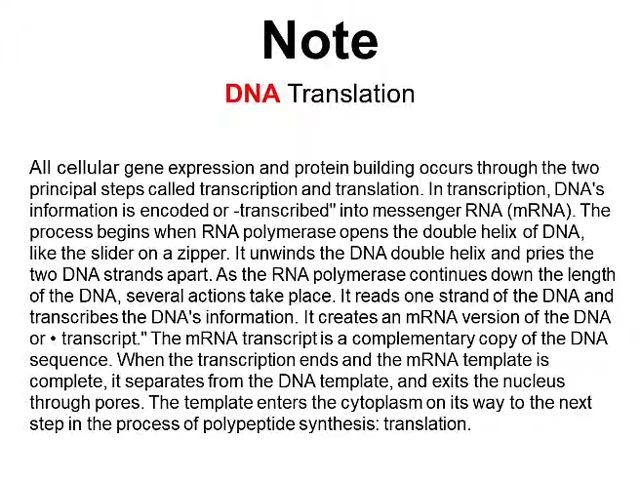 Note
DNA Translation
All cellular gene expression and protein building occurs through the two
principal steps called transcription and translation. In transcription, DNA's
information is encoded or -transcribed" into messenger RNA (mRNA). The
process begins when RNA polymerase opens the double helix of DNA,
like the slider on a zipper. It unwinds the DNA double helix and pries the
two DNA strands apart. As the RNA polymerase continues down the length
of the DNA, several actions take place. It reads one strand of the DNA and
transcribes the DNA's information. It creates an mRNA version of the DNA
or • transcript." The mRNA transcript is a complementary copy of the DNA
sequence. When the transcription ends and the mRNA template is
complete, it separates from the DNA template, and exits the nucleus
through pores. The template enters the cytoplasm on its way to the next
step in the process of polypeptide synthesis: translation.